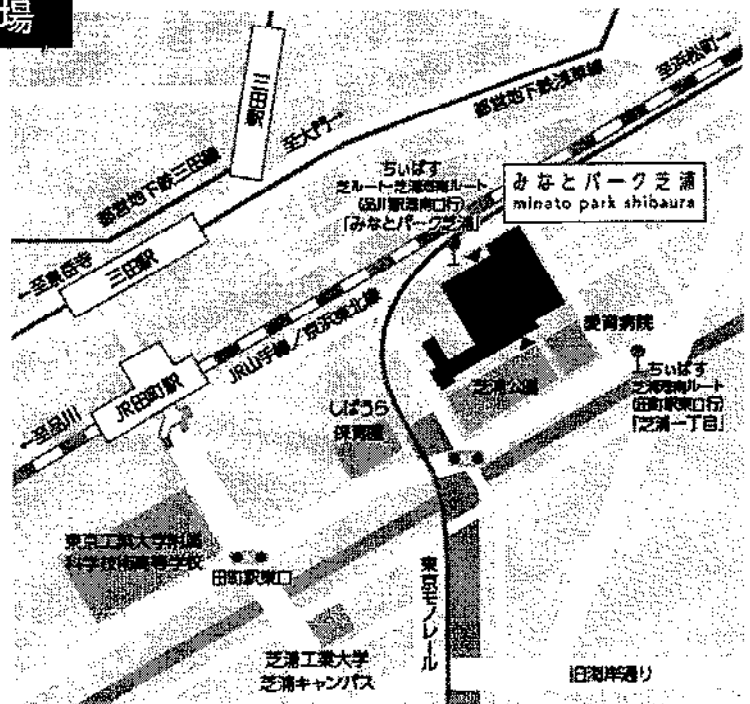 場
三田駅
至浜松町→
都営地下鉄浅草線
至大門→
都営地下鉄三田線
ちぃばす
芝ルート・芝浦港南ルート
(品川駅港南口行)
「みなとパーク芝浦」
みなとパーク芝浦
minato park shibaura
←至泉岳寺
三田駅
JR山手線／京浜東北線
愛育病院
ちぃばす
芝浦港南ルート
(田町駅東口行)
「芝浦一丁目」
芝浦公園
JR田町駅
←至品川
しばうら
保育園
東京工業大学附属
科学技術高等学校
田町駅東口
東京モノレール
芝浦工業大学
芝浦キャンパス
旧海岸通り